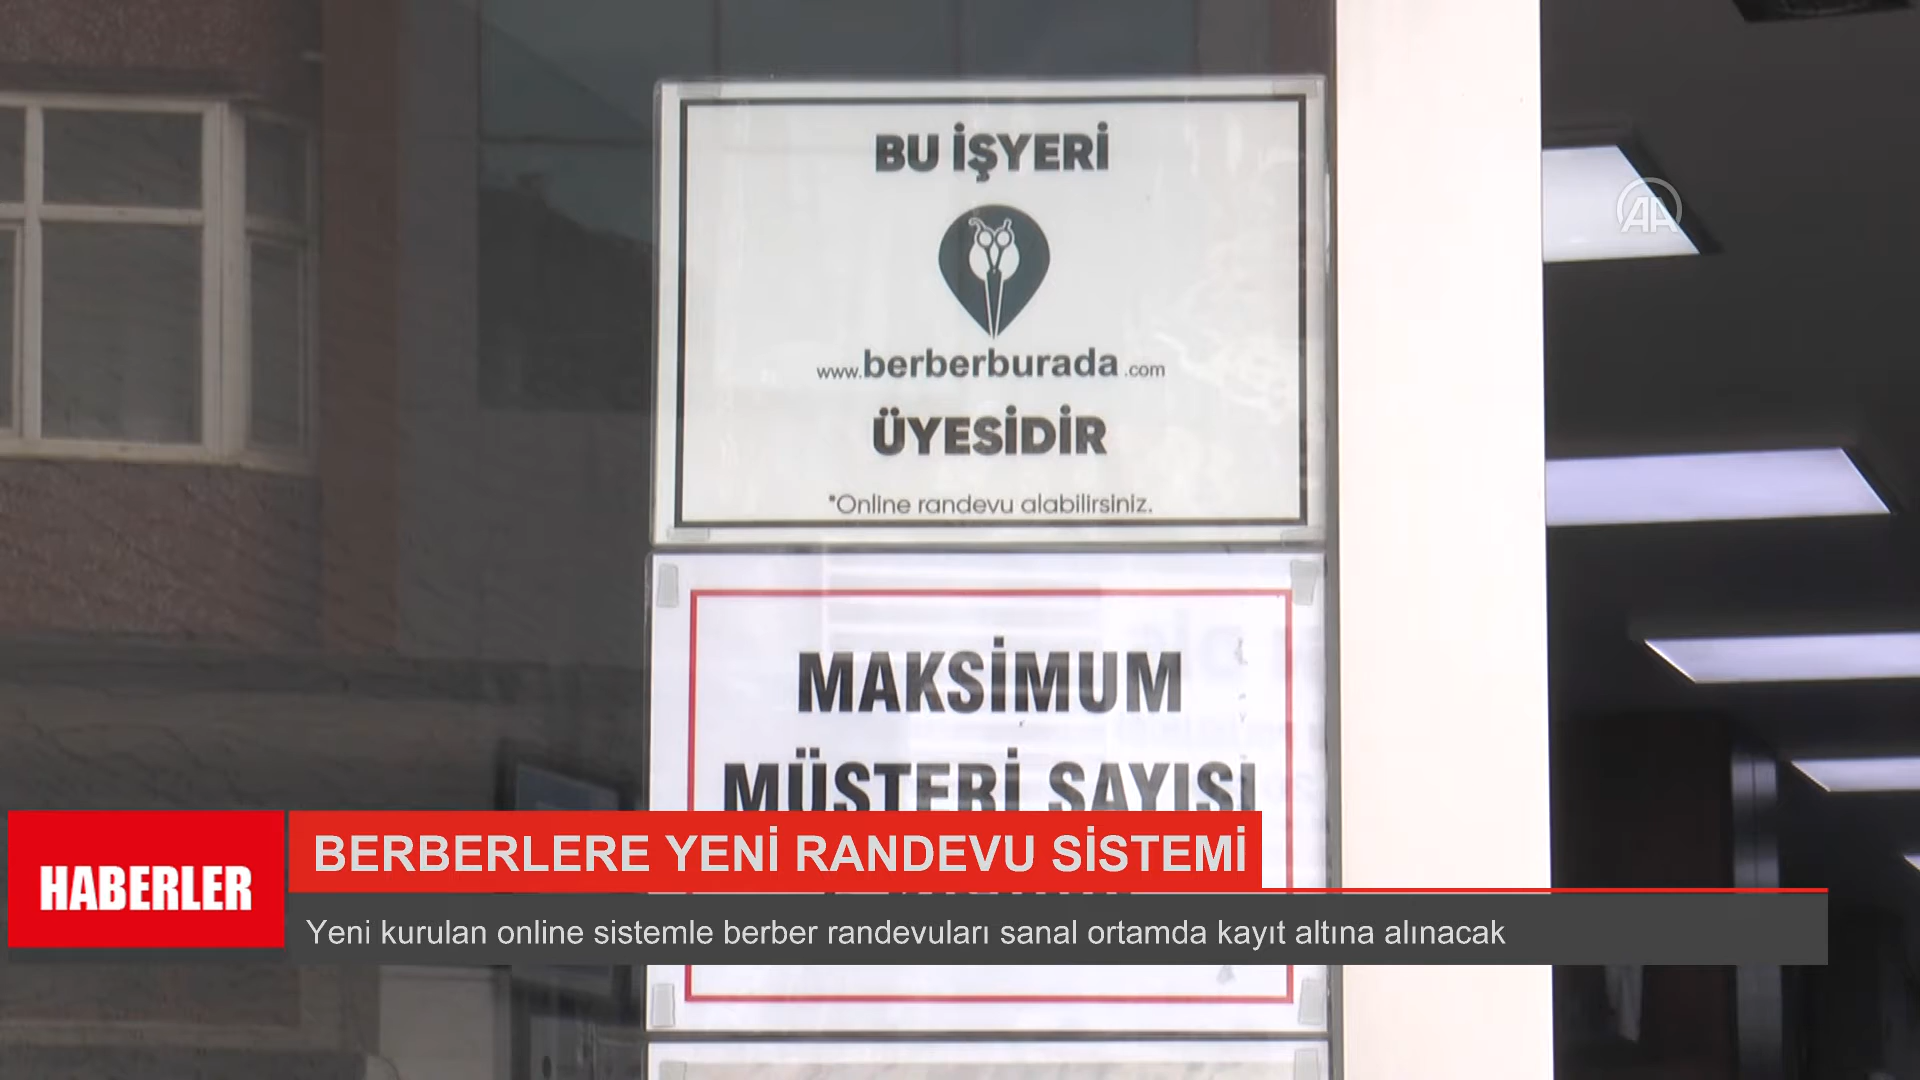 BU İŞYERİ
www.berberburada.com
ÜYESİDİR
*Online randevu alabilirsiniz.
AA
MAKSİMUM
MÜŞTERİ SAYISI
HABERLER
BERBERLERE YENİ RANDEVU SİSTEMİ
Yeni kurulan online sistemle berber randevuları sanal ortamda kayıt altına alınacak